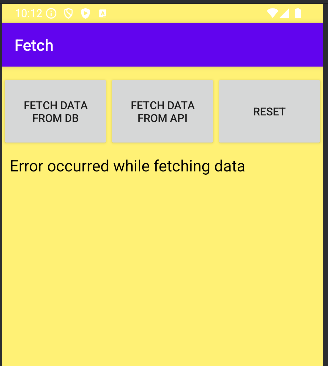 10:12
Fetch
FETCH DATA
FROM DB
FETCH DATA
FROM API
RESET
Error occurred while fetching data